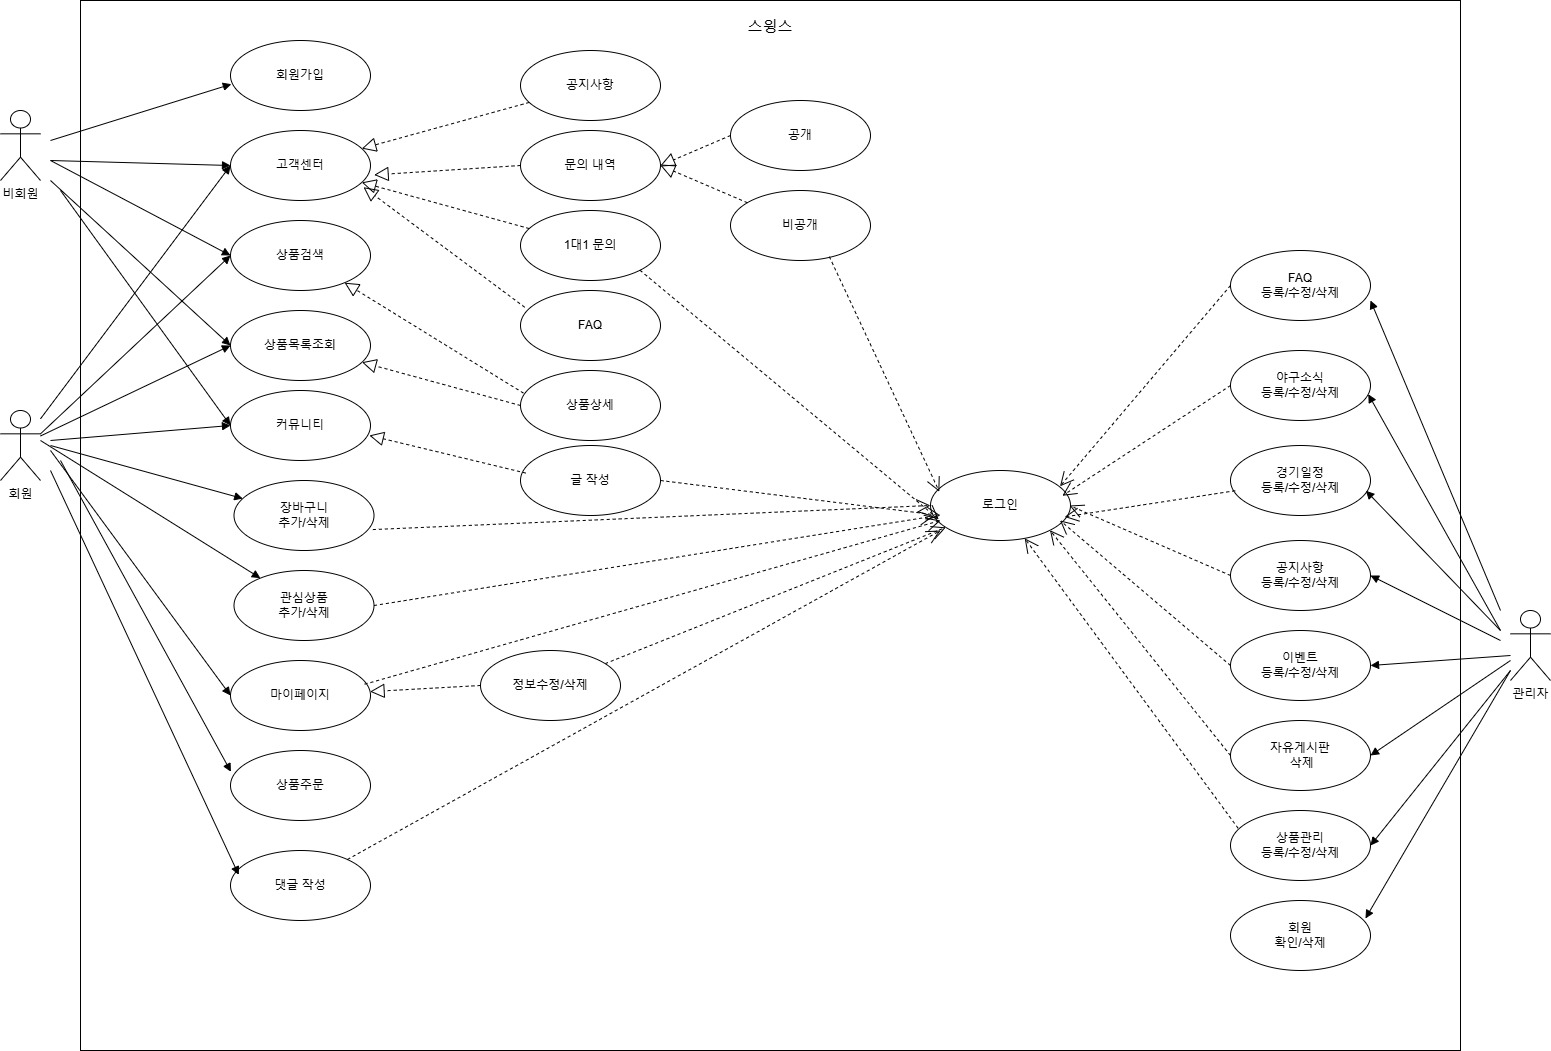 스윙스
회원가입
고객센터
상품검색
상품목록조회
커뮤니티
장바구니
추가/삭제
관심상품
추가/삭제
마이페이지
상품주문
댓글 작성
공지사항
문의 내역
1대1 문의
FAQ
상품상세
글 작성
정보수정/삭제
공개
비공개
로그인
FAQ
등록/수정/삭제
야구소식
등록/수정/삭제
경기일정
등록/수정/삭제
공지사항
등록/수정/삭제
이벤트
등록/수정/삭제
자유게시판
삭제
상품관리
등록/수정/삭제
회원
확인/삭제
비회원
회원
관리자